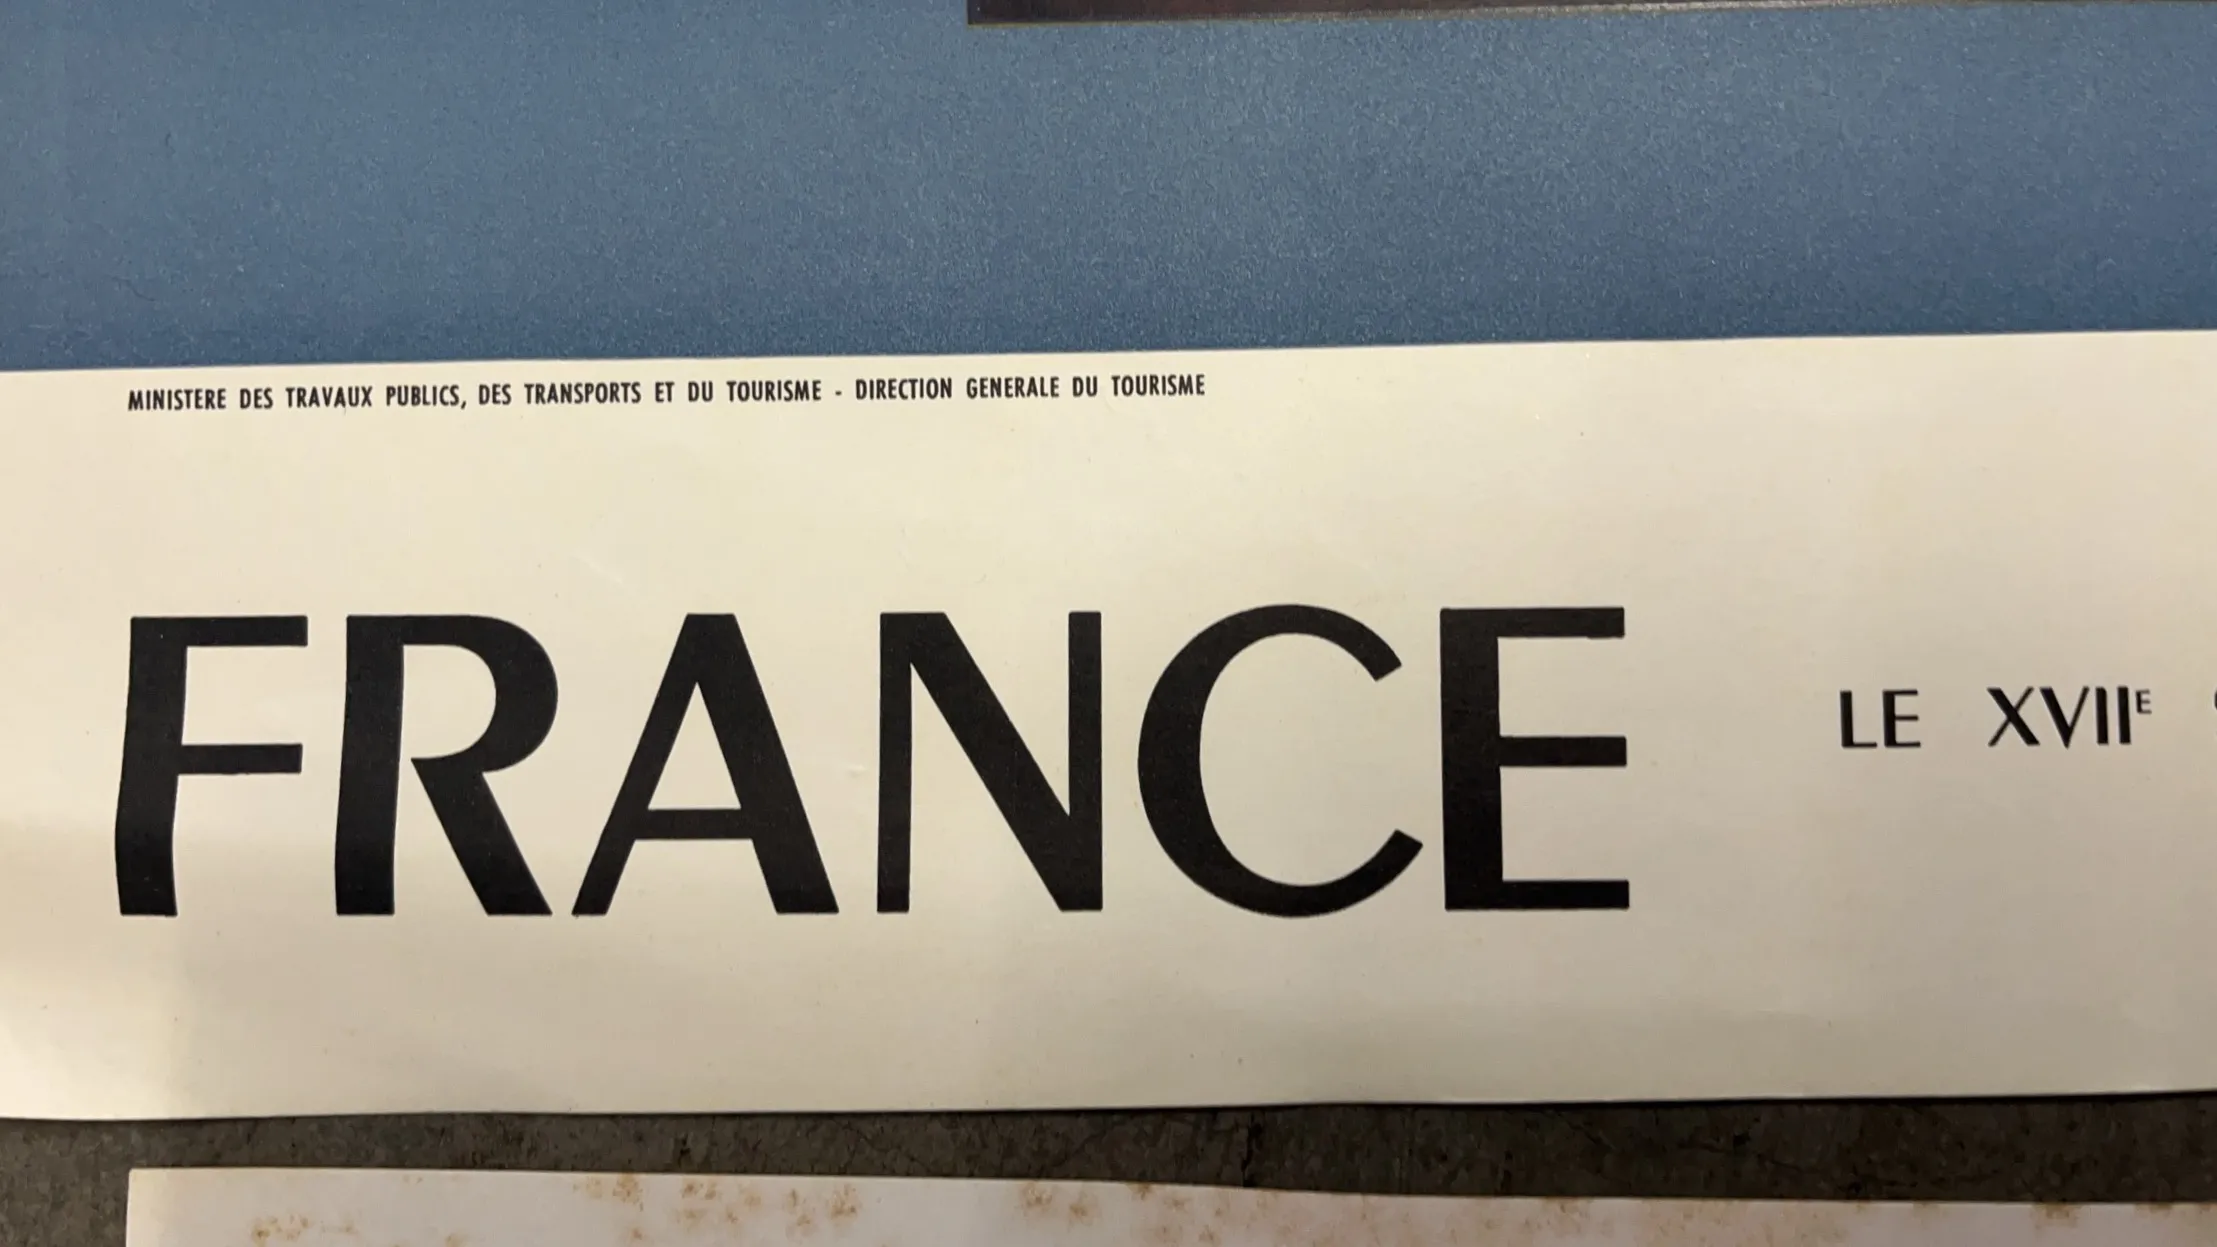 MINISTERE DES TRAVAUX PUBLICS, DES TRANSPORTS ET DU TOURISME - DIRECTION GENERALE DU TOURISME
FRANCE LE XVIIᴱ